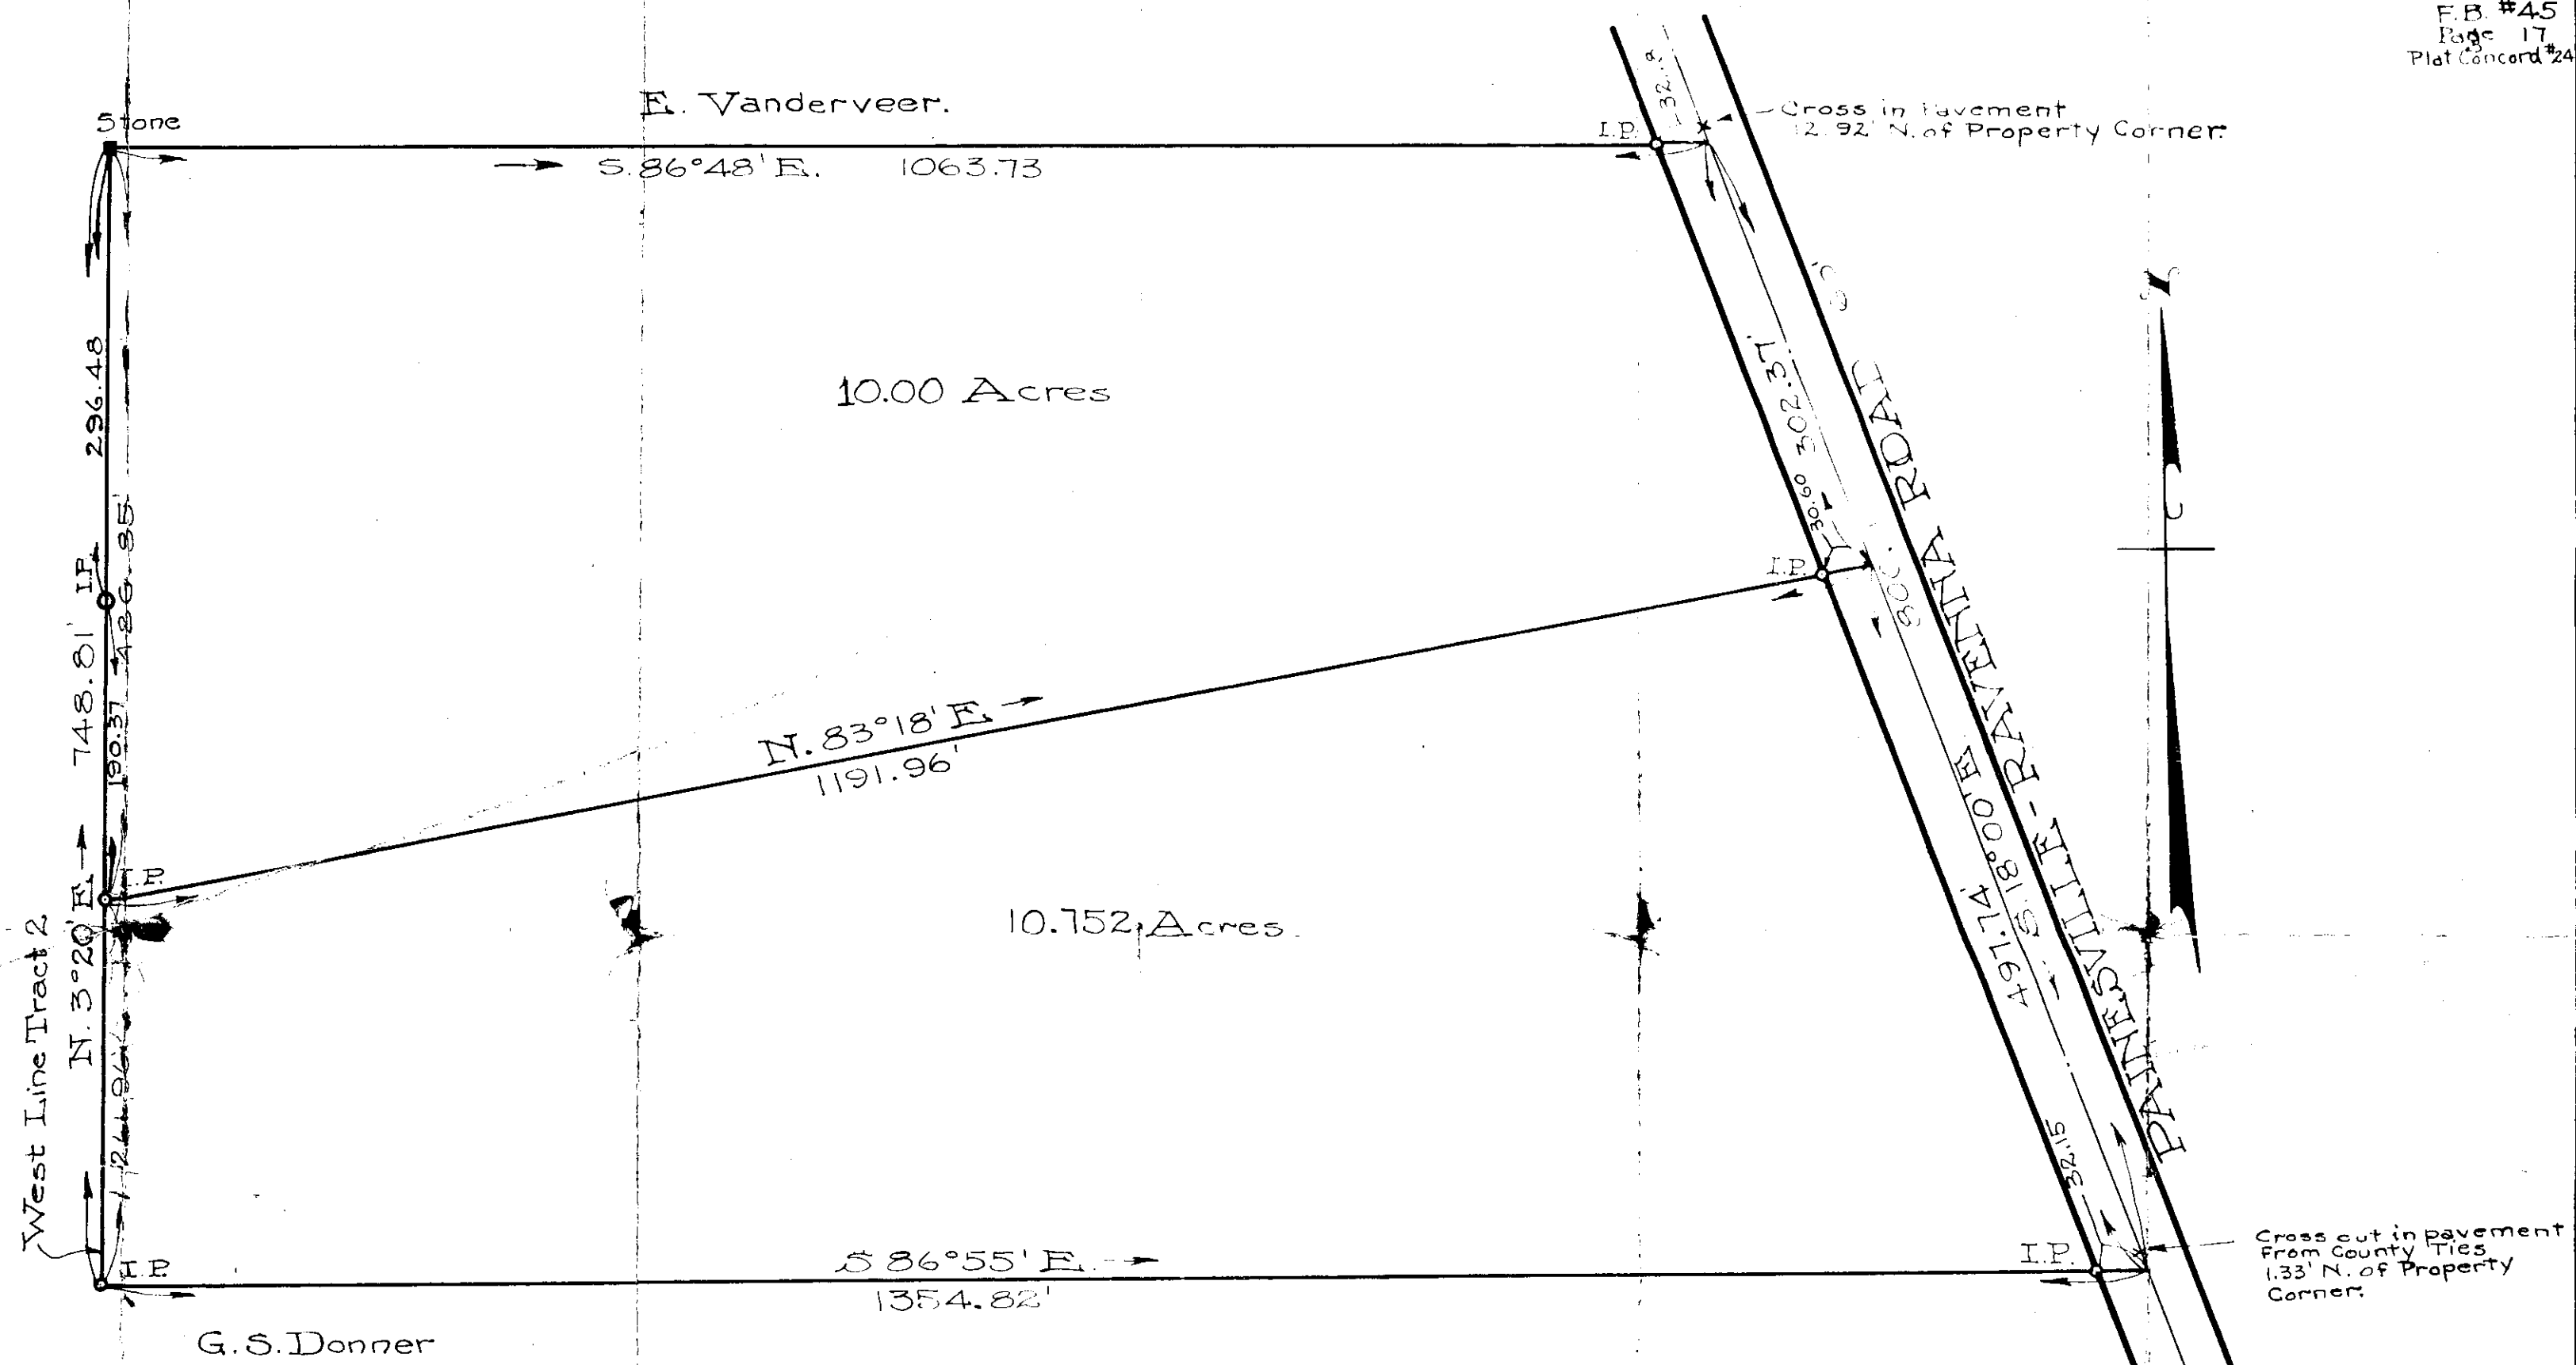 F.B. #45
Page 17
Plat Concord #24
E. Vanderveer.
Stone
S. 86°48' E. 1063.73
I.P.
Cross in Pavement
12.92' N. of Property Corner.
296.48
10.00 Acres
302.37'
30.60
I.P.
I.P.
486.85'
748.81'
190.37
N. 83°18' E.
1191.96'
I.P.
N. 3°20' E.
West Line Tract 2
10.752 Acres
800.
S. 18°00' E
497.74'
PAINESVILLE - RAVENNA ROAD
32.15
I.P.
S 86°55' E.
1354.82'
I.P.
Cross cut in pavement
From County Ties
1.33' N. of Property
Corner.
G.S. Donner